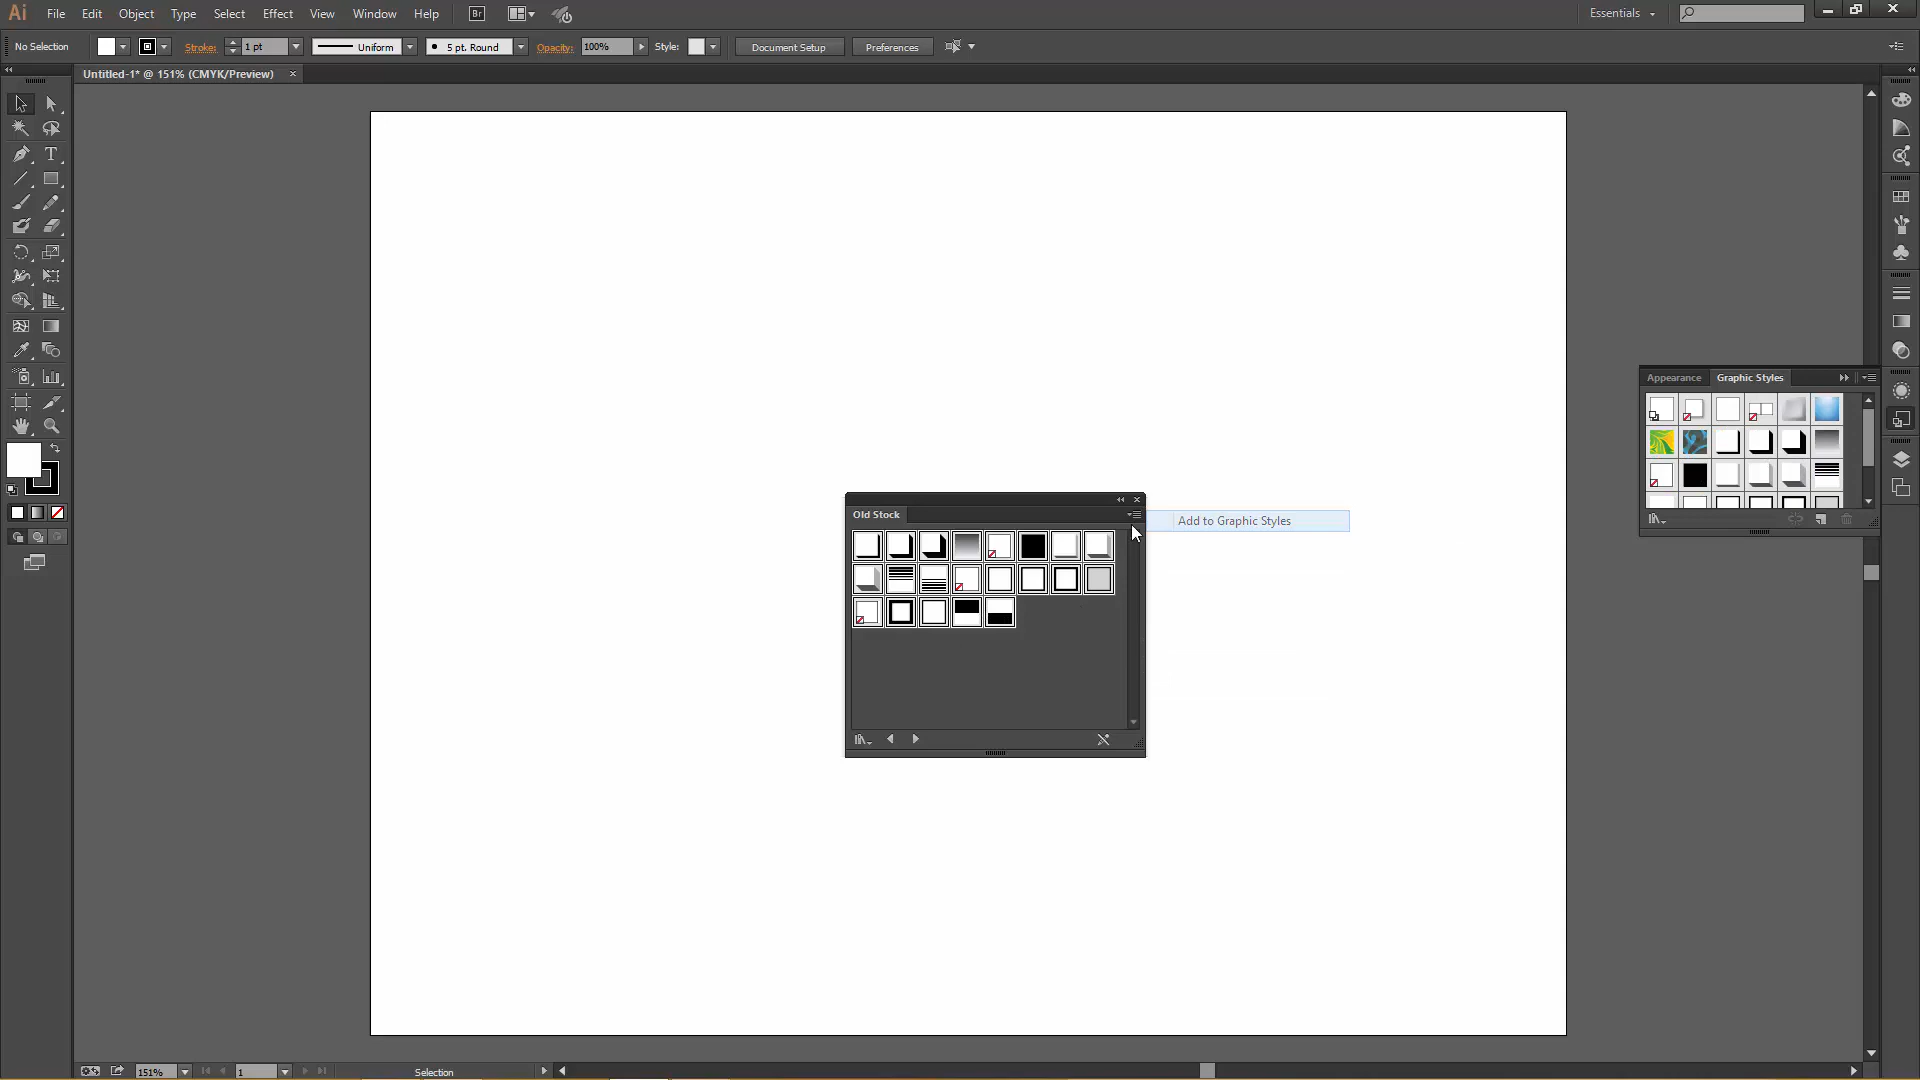 Ai File Edit Object Type Select Effect View Window Help Br Essentials
No Selection Stroke: 1 pt Uniform 5 pt. Round Opacity: 100% Style: Document Setup Preferences
Untitled-1* @ 151% (CMYK/Preview)
Appearance Graphic Styles
Old Stock
Add to Graphic Styles
151% 1 Selection